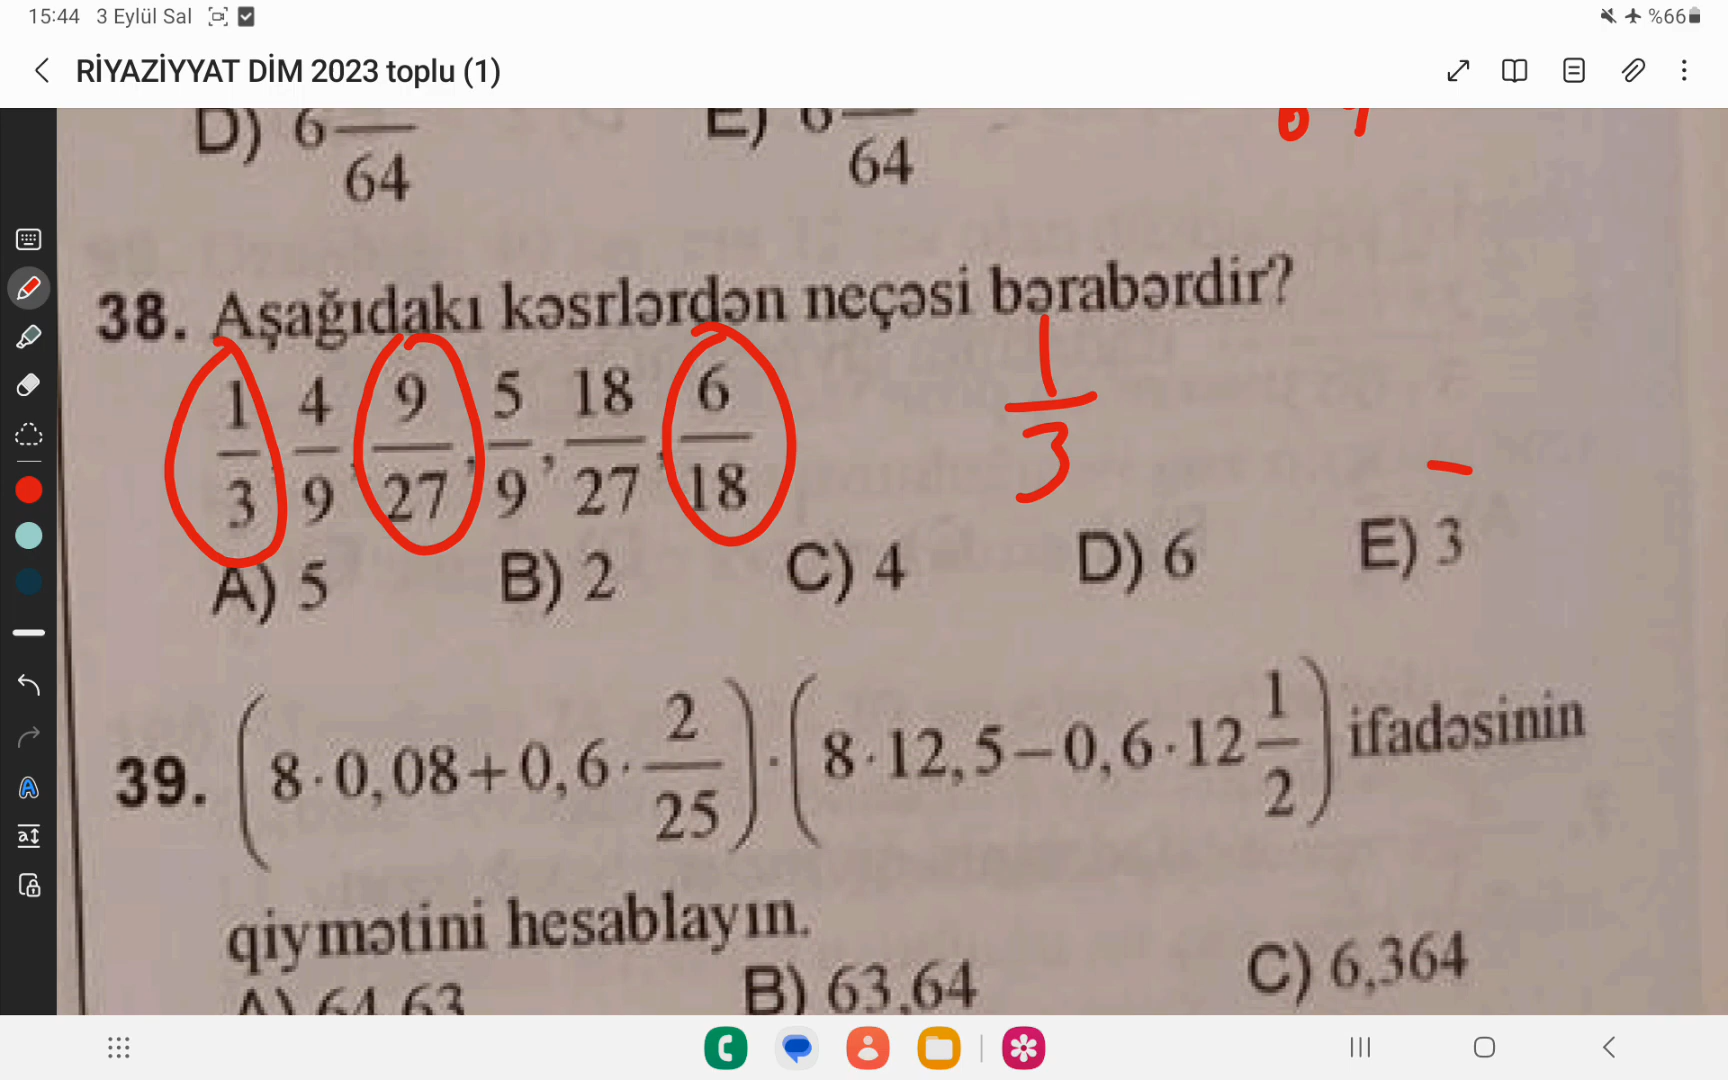 15:44 3 Eylül Sal %66
RİYAZİYYAT DİM 2023 toplu (1)
D) 6 — 64 E) 6 — 64
38. Aşağıdakı kəsrlərdən neçəsi bərabərdir?
1/3, 4/9, 9/27, 5/9, 18/27, 6/18 1/3
A) 5 B) 2 C) 4 D) 6 E) 3
39. (8·0,08+0,6·2/25)·(8·12,5−0,6·12 1/2) ifadəsinin
qiymətini hesablayın.
A) 64,63 B) 63,64 C) 6,364